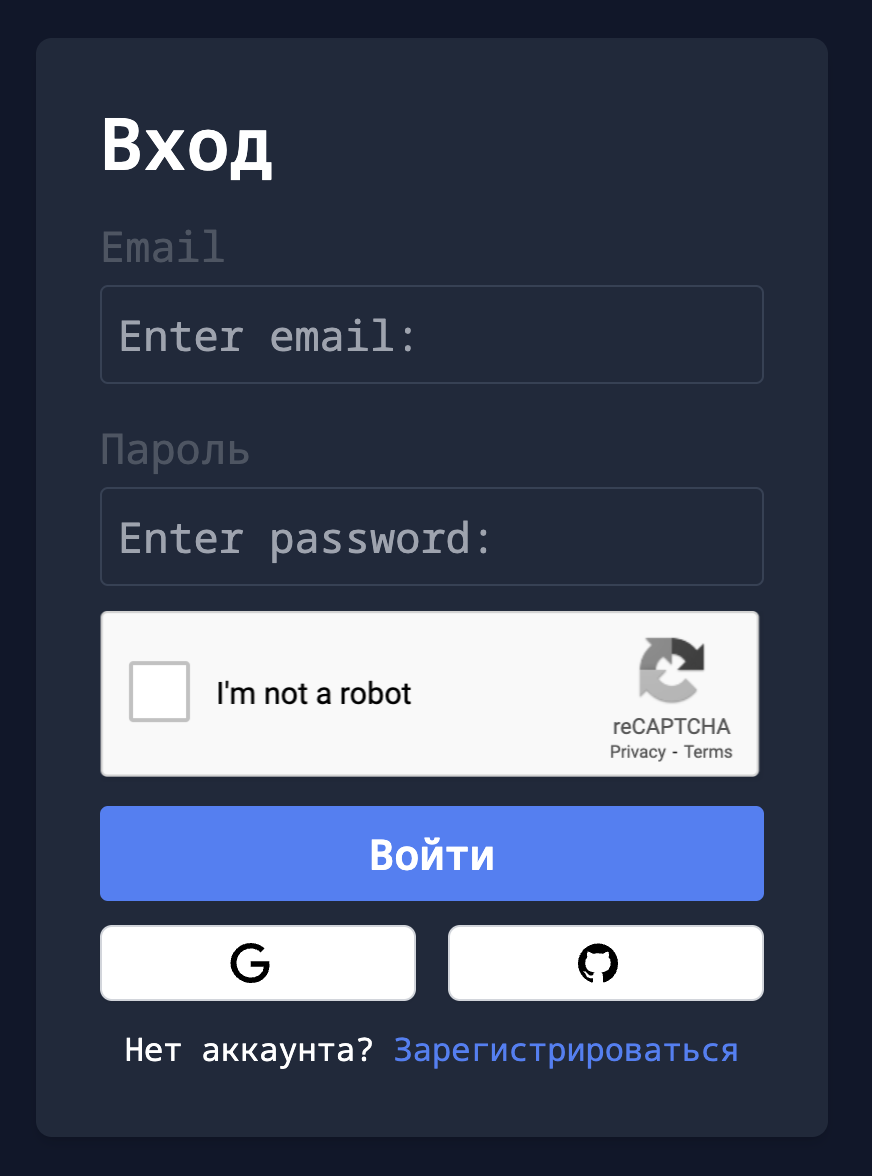 Вход
Email
Enter email:
Пароль
Enter password:
I'm not a robot
reCAPTCHA
Privacy - Terms
Войти
Нет аккаунта? Зарегистрироваться